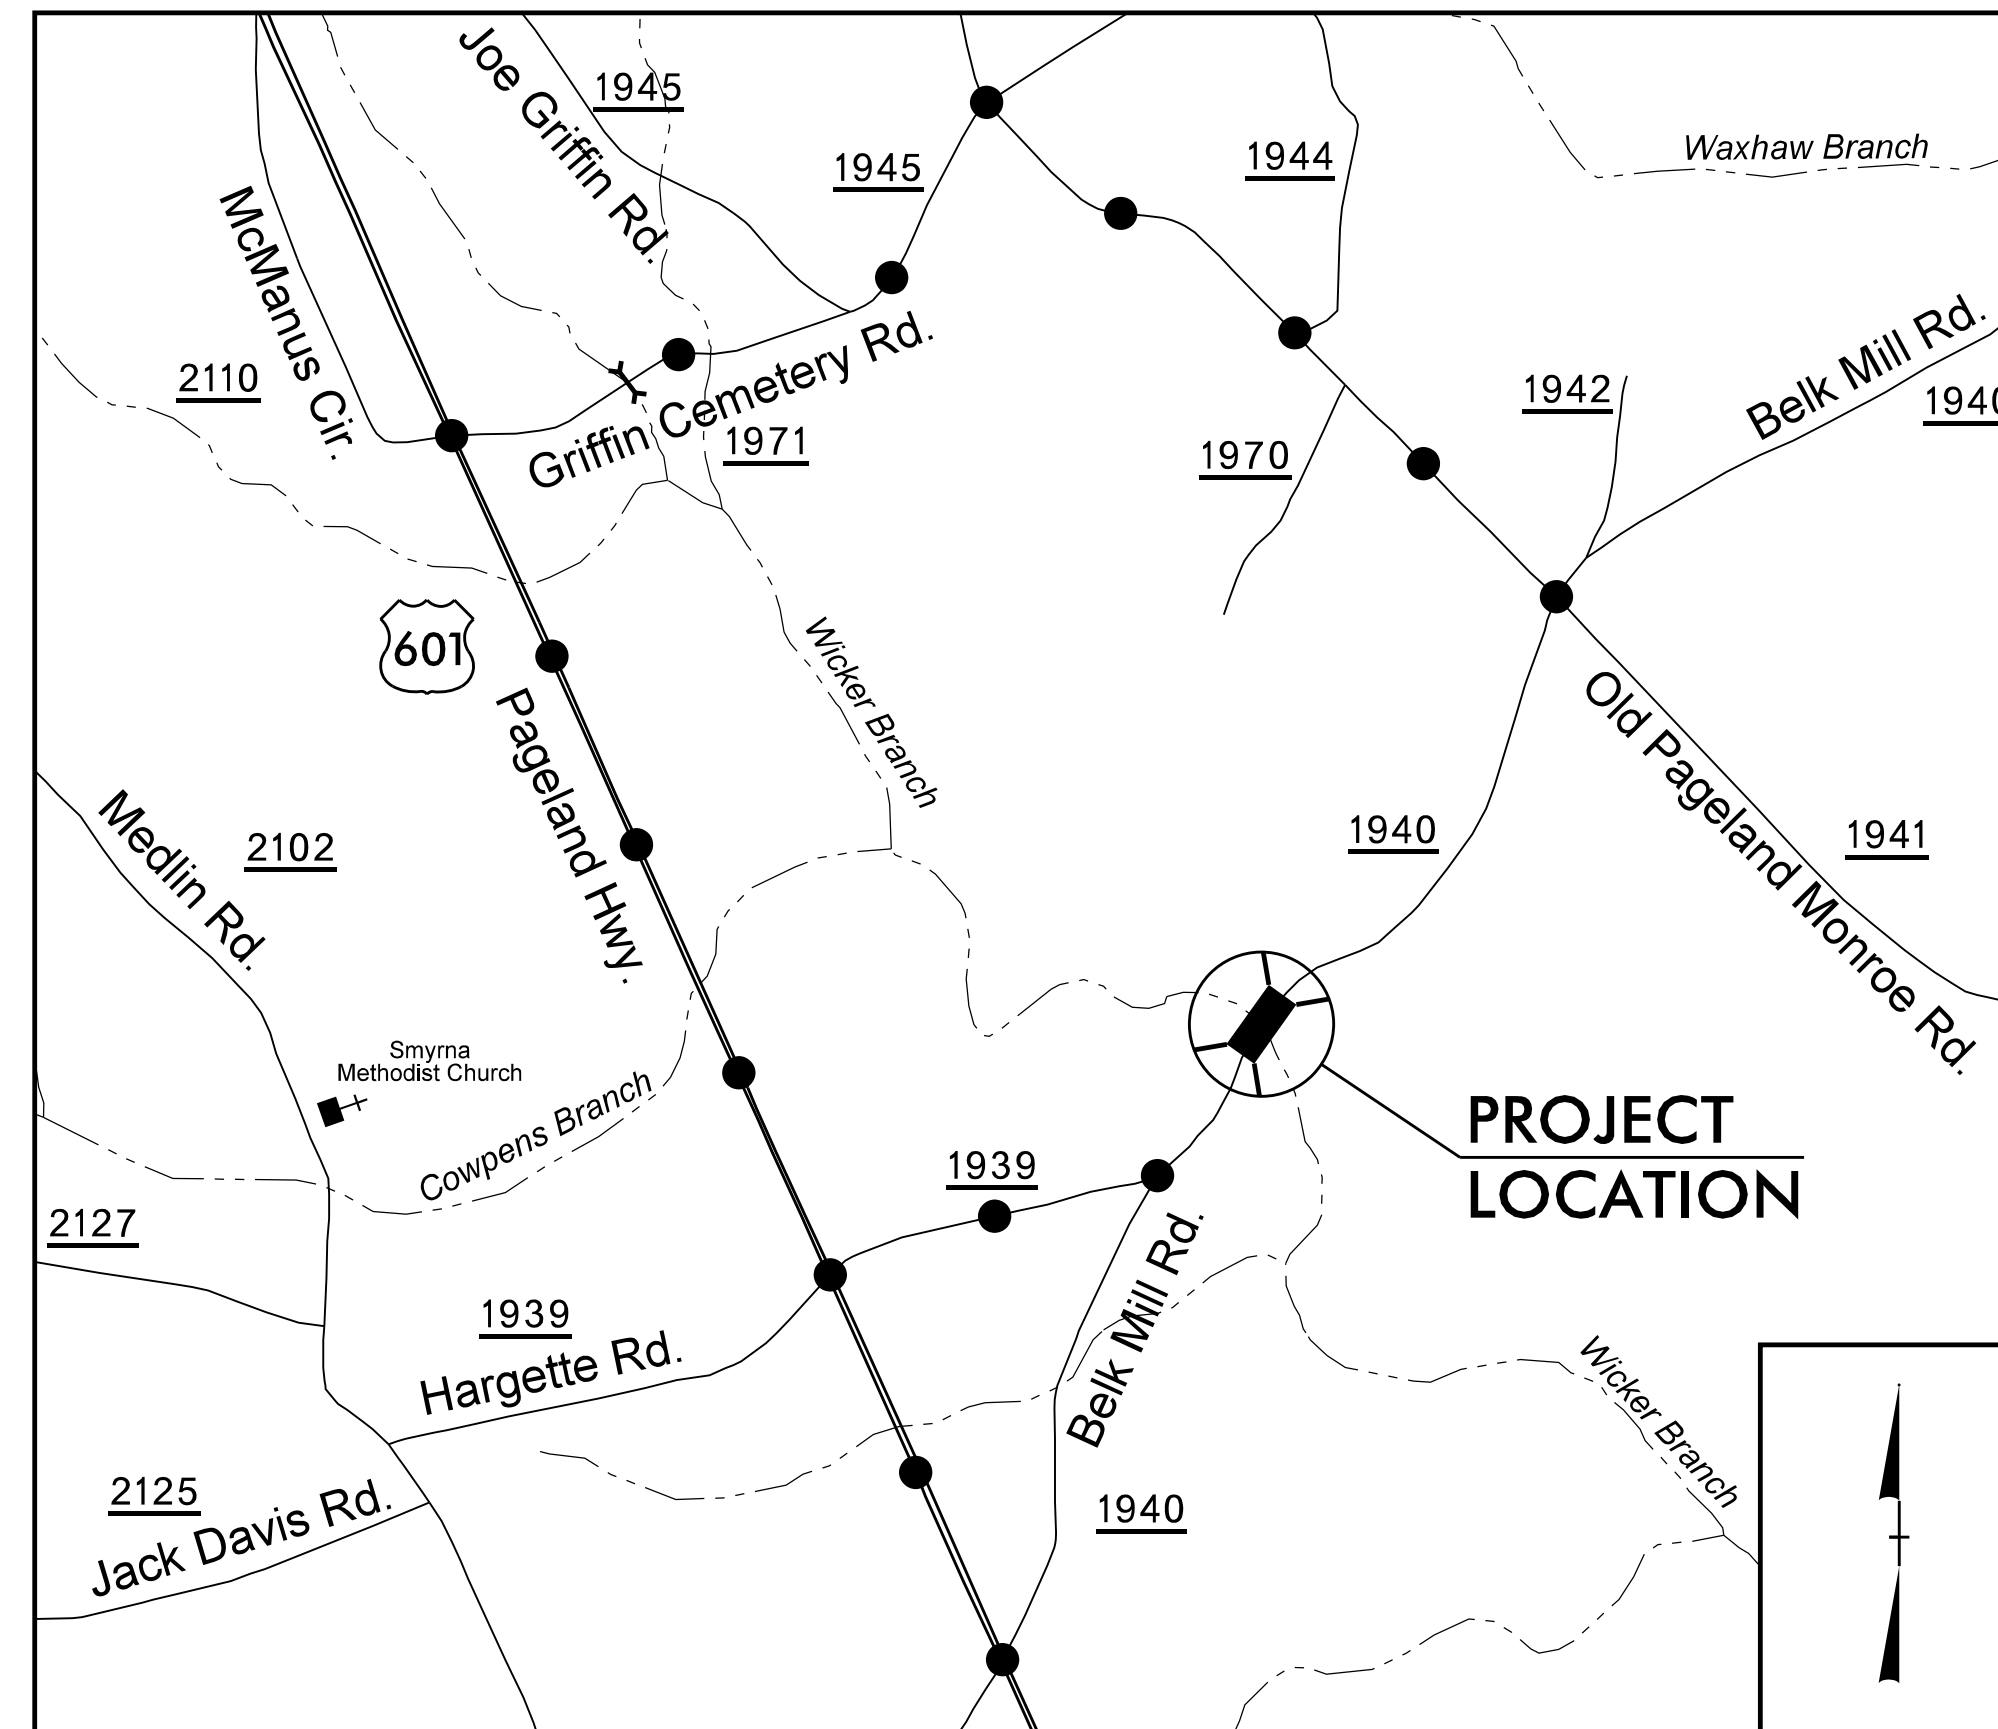 Joe Griffin Rd.
1945
1945
1944
Waxhaw Branch
McManus Cir.
2110
Griffin Cemetery Rd.
1971
1970
1942
Belk Mill Rd.
1940
601
Wicker Branch
Pageland Hwy.
Old Pageland Monroe Rd.
Medlin Rd.
2102
1940
1941
Smyrna
Methodist Church
Cowpens Branch
PROJECT
LOCATION
1939
2127
Belk Mill Rd.
1939
Hargette Rd.
Wicker Branch
2125
Jack Davis Rd.
1940